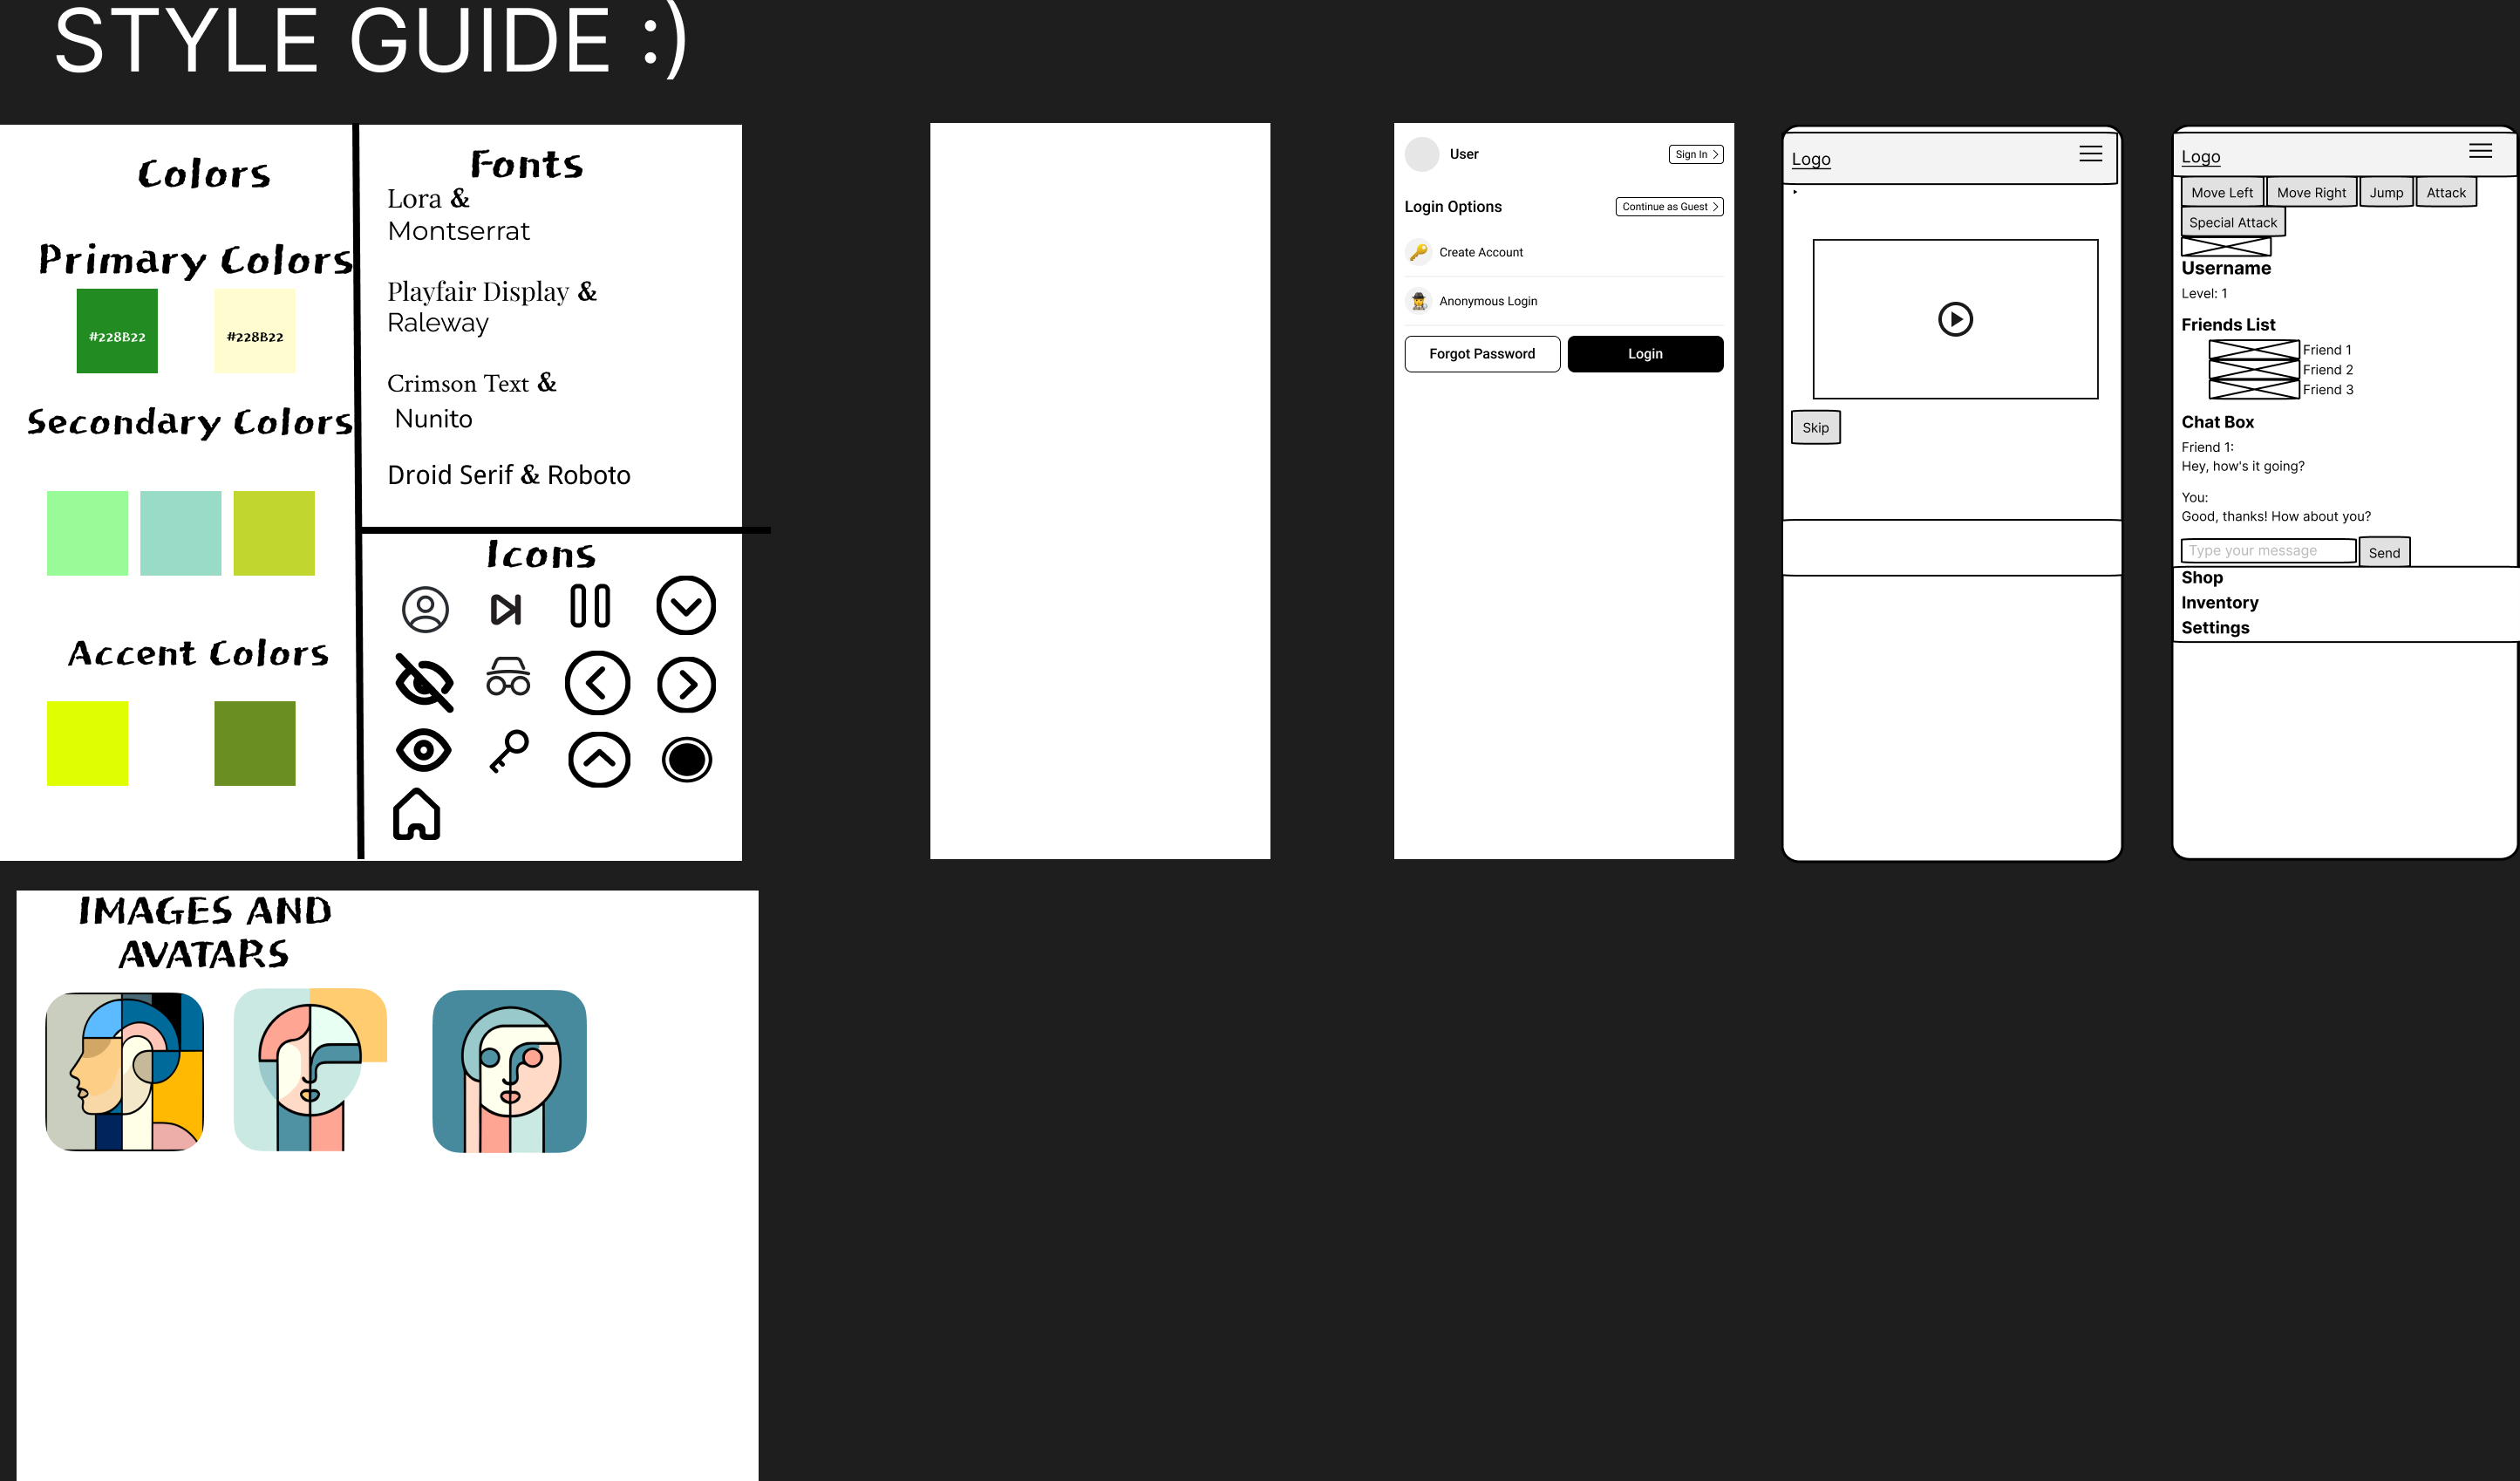 STYLE GUIDE :)
Colors
Primary Colors
#228B22
#228B22
Secondary Colors
Accent Colors
Fonts
Lora &
Montserrat
Playfair Display &
Raleway
Crimson Text &
Nunito
Droid Serif & Roboto
Icons
IMAGES AND
AVATARS
User
Sign In
Login Options
Continue as Guest
Create Account
Anonymous Login
Forgot Password
Login
Logo
Skip
Logo
Move Left
Move Right
Jump
Attack
Special Attack
Username
Level: 1
Friends List
Friend 1
Friend 2
Friend 3
Chat Box
Friend 1:
Hey, how's it going?
You:
Good, thanks! How about you?
Type your message
Send
Shop
Inventory
Settings